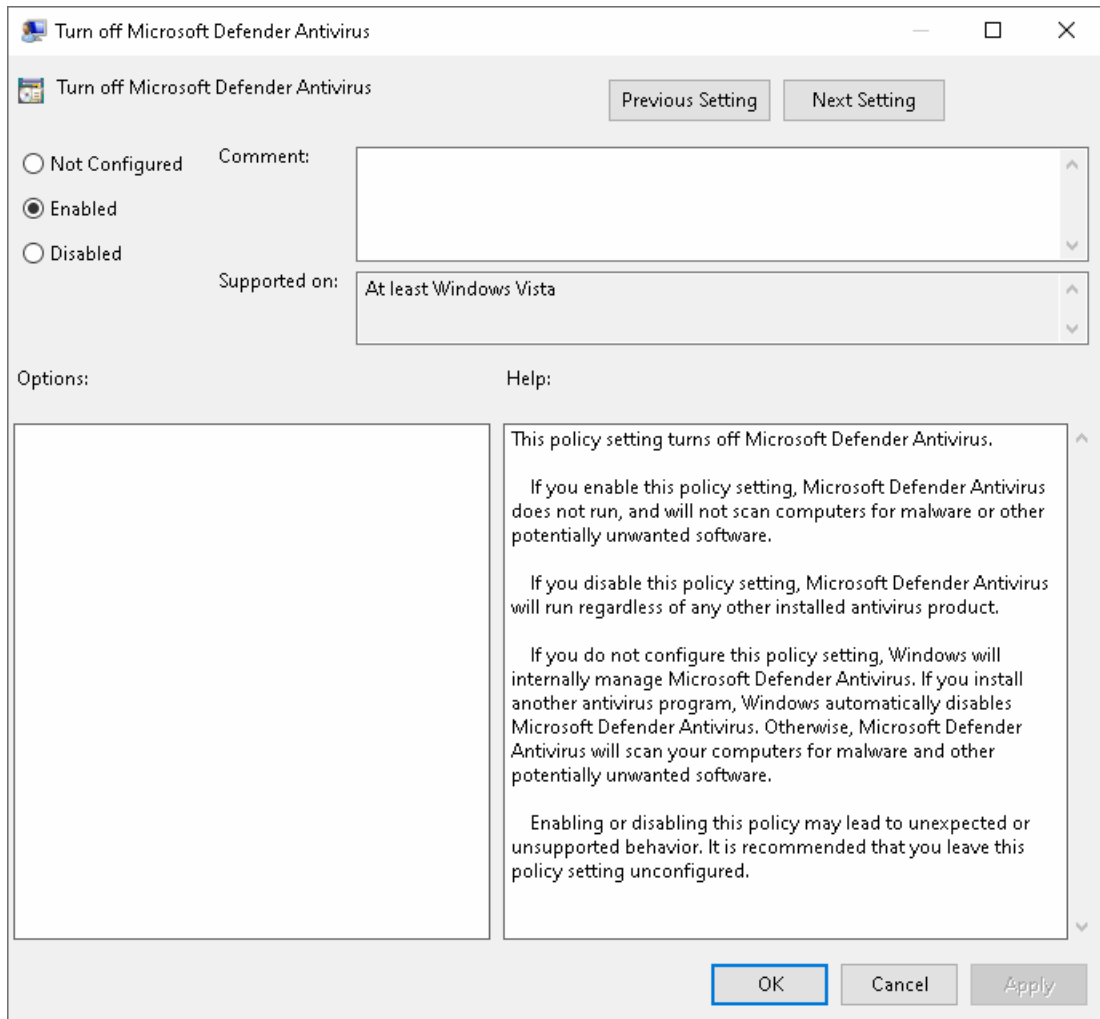 Turn off Microsoft Defender Antivirus
Turn off Microsoft Defender Antivirus
Previous Setting
Next Setting
Not Configured
Comment:
Enabled
Disabled
Supported on:
At least Windows Vista
Options:
Help:
This policy setting turns off Microsoft Defender Antivirus.
If you enable this policy setting, Microsoft Defender Antivirus
does not run, and will not scan computers for malware or other
potentially unwanted software.
If you disable this policy setting, Microsoft Defender Antivirus
will run regardless of any other installed antivirus product.
If you do not configure this policy setting, Windows will
internally manage Microsoft Defender Antivirus. If you install
another antivirus program, Windows automatically disables
Microsoft Defender Antivirus. Otherwise, Microsoft Defender
Antivirus will scan your computers for malware and other
potentially unwanted software.
Enabling or disabling this policy may lead to unexpected or
unsupported behavior. It is recommended that you leave this
policy setting unconfigured.
OK
Cancel
Apply